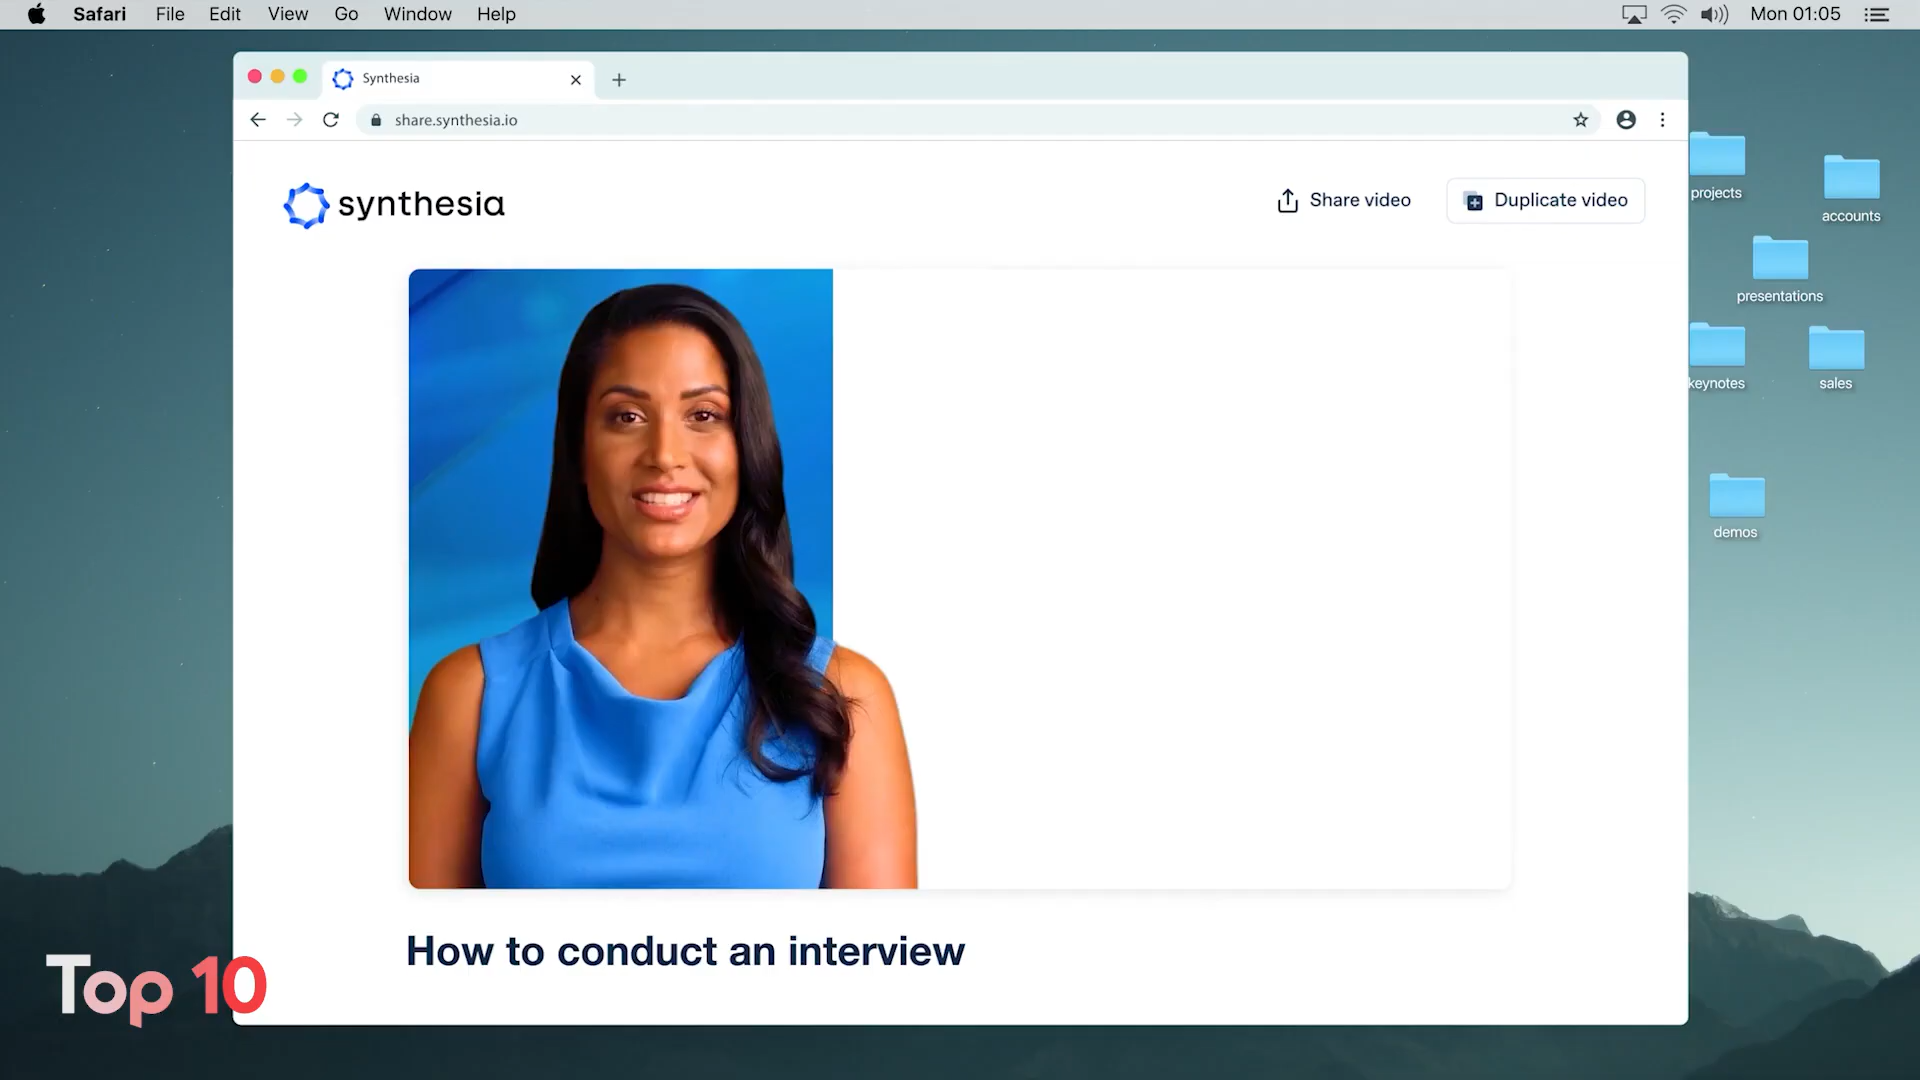 Safari File Edit View Go Window Help Mon 01:05
Synthesia
share.synthesia.io
synthesia
Share video
Duplicate video
projects
accounts
presentations
keynotes
sales
demos
How to conduct an interview
Top 10